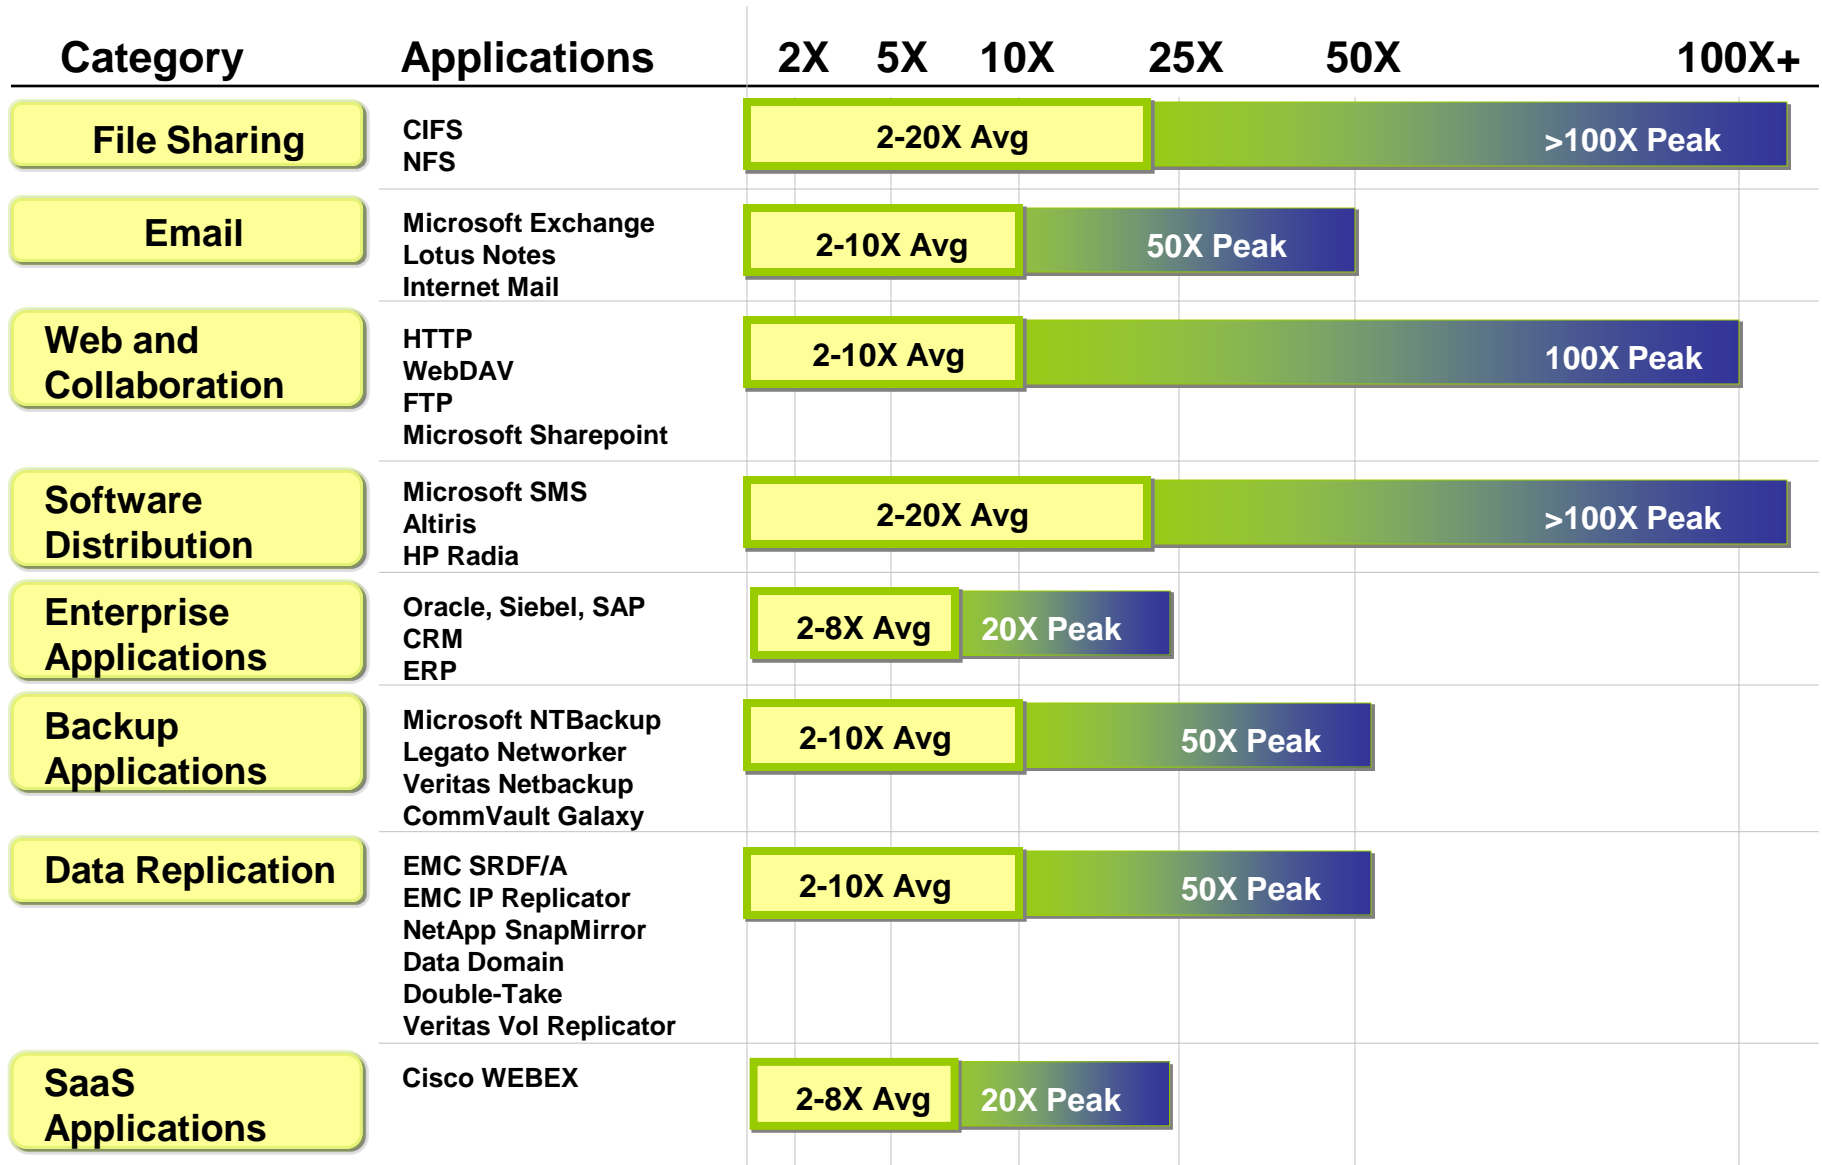 Category Applications 2X 5X 10X 25X 50X 100X+
File Sharing
CIFS
NFS
2-20X Avg
>100X Peak
Email
Microsoft Exchange
Lotus Notes
Internet Mail
2-10X Avg
50X Peak
Web and
Collaboration
HTTP
WebDAV
FTP
Microsoft Sharepoint
2-10X Avg
100X Peak
Software
Distribution
Microsoft SMS
Altiris
HP Radia
2-20X Avg
>100X Peak
Enterprise
Applications
Oracle, Siebel, SAP
CRM
ERP
2-8X Avg
20X Peak
Backup
Applications
Microsoft NTBackup
Legato Networker
Veritas Netbackup
CommVault Galaxy
2-10X Avg
50X Peak
Data Replication
EMC SRDF/A
EMC IP Replicator
NetApp SnapMirror
Data Domain
Double-Take
Veritas Vol Replicator
2-10X Avg
50X Peak
SaaS
Applications
Cisco WEBEX
2-8X Avg
20X Peak